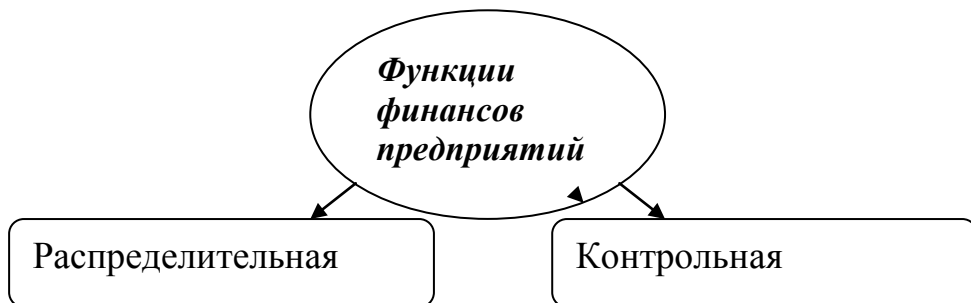 Функции
финансов
предприятий
Распределительная
Контрольная